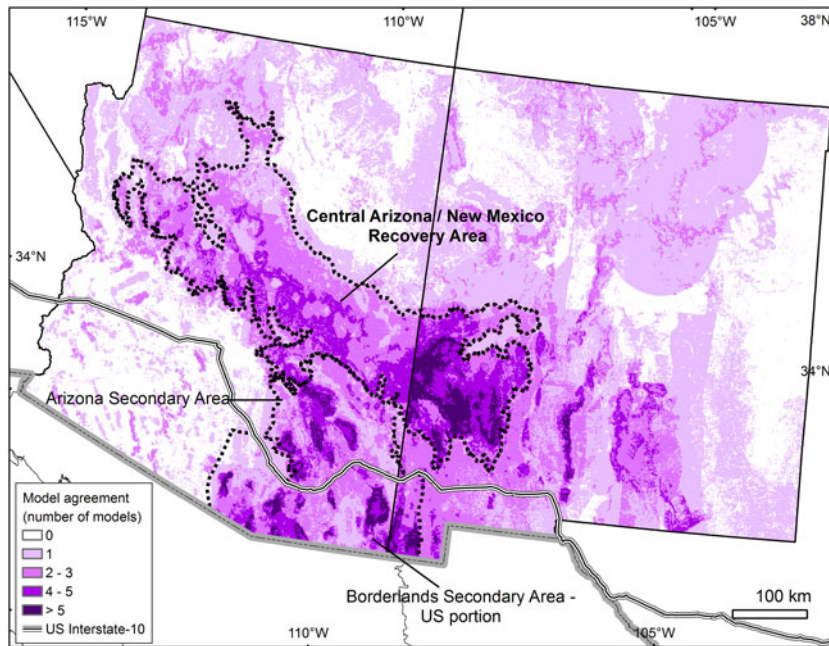 115°W
110°W
105°W
38°N
Central Arizona / New Mexico
Recovery Area
34°N
34°N
Arizona Secondary Area
Model agreement
(number of models)
0
1
2 - 3
4 - 5
> 5
US Interstate-10
Borderlands Secondary Area -
US portion
100 km
110°W
105°W